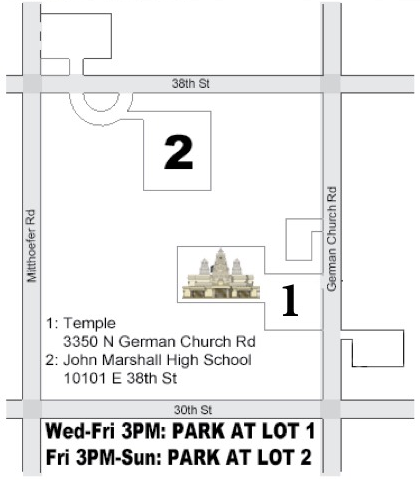 38th St
2
Mitthoefer Rd
German Church Rd
1
1: Temple
3350 N German Church Rd
2: John Marshall High School
10101 E 38th St
30th St
Wed-Fri 3PM: PARK AT LOT 1
Fri 3PM-Sun: PARK AT LOT 2